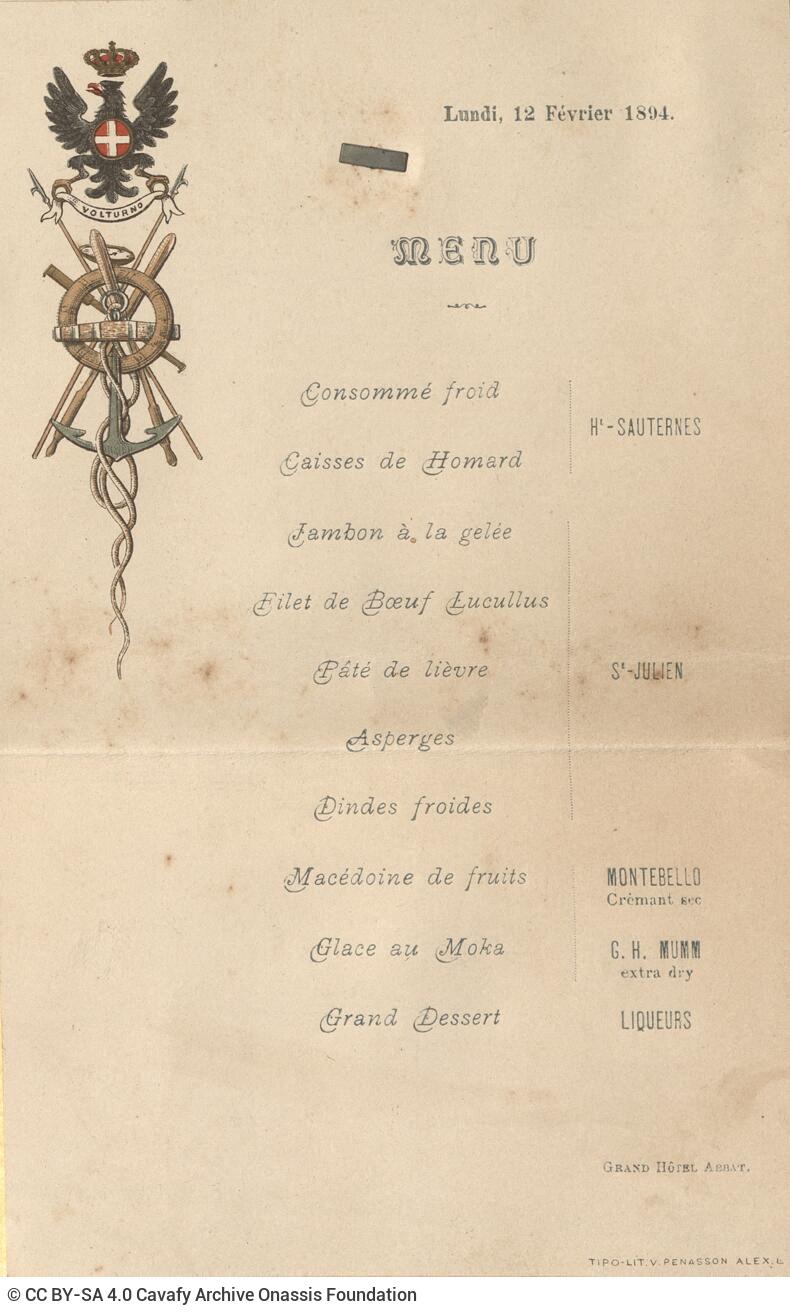 Lundi, 12 Février 1894.
VOLTURNO
MENU
Consommé froid
Ht-SAUTERNES
Caisses de Homard
Jambon à la gelée
Filet de Bœuf Lucullus
Pâté de lièvre
St-JULIEN
Asperges
Dindes froides
Macédoine de fruits
MONTEBELLO
Crémant sec
Glace au Moka
G. H. MUMM
extra dry
Grand Dessert
LIQUEURS
GRAND HÔTEL ABBAT.
TIPO-LIT. V. PENASSON ALEX.
© CC BY-SA 4.0 Cavafy Archive Onassis Foundation